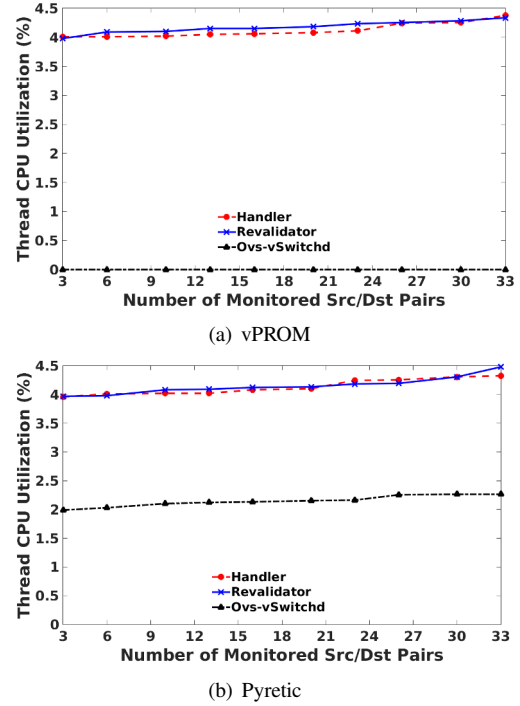 4.5
4
3.5
3
2.5
2
1.5
1
0.5
0
Thread CPU Utilization (%)
Handler
Revalidator
Ovs-vSwitchd
3 6 9 12 15 18 21 24 27 30 33
Number of Monitored Src/Dst Pairs
(a) vPROM
4.5
4
3.5
3
2.5
2
1.5
1
0.5
0
Thread CPU Utilization (%)
Handler
Revalidator
Ovs-vSwitchd
3 6 9 12 15 18 21 24 27 30 33
Number of Monitored Src/Dst Pairs
(b) Pyretic